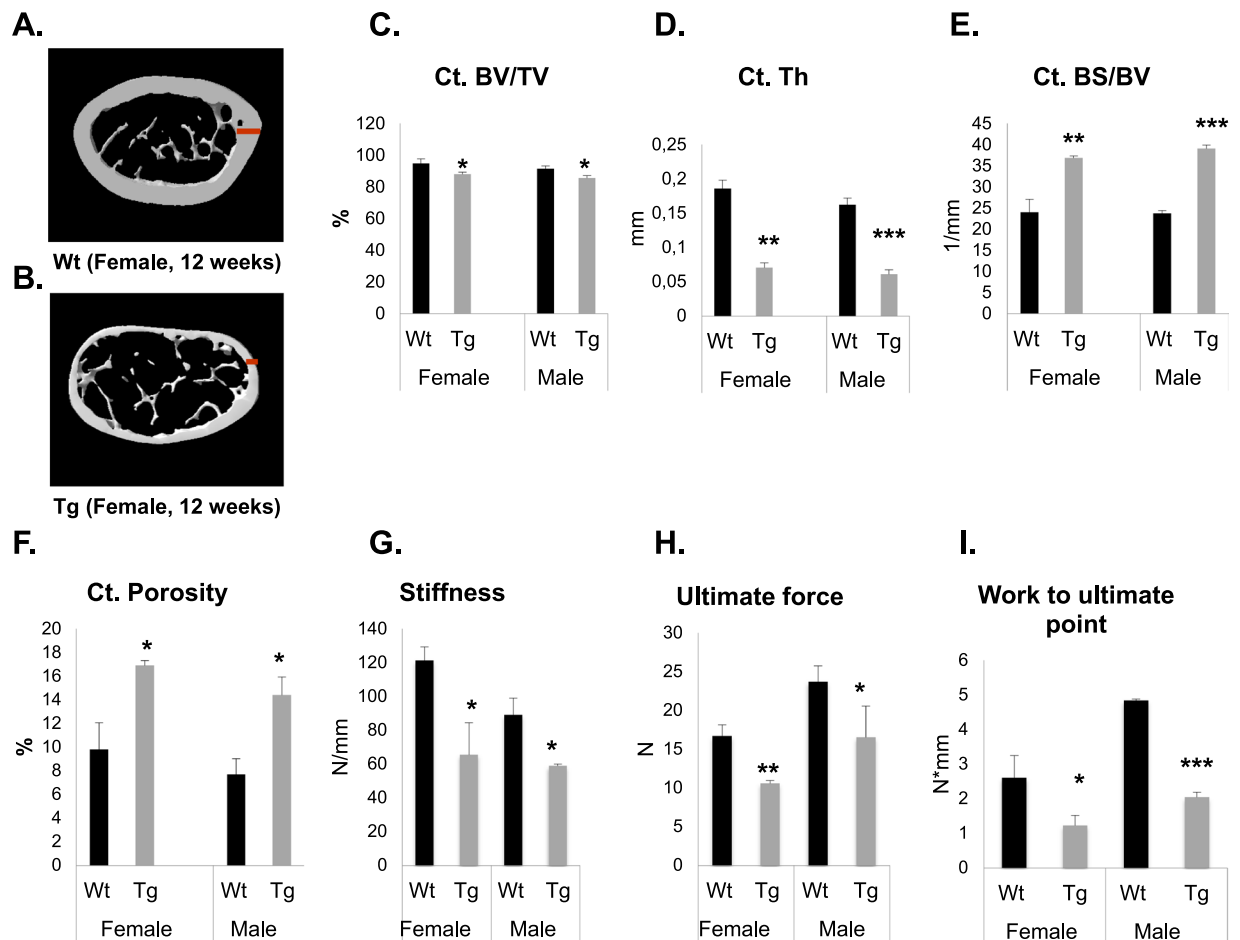 A.
Wt (Female, 12 weeks)
B.
Tg (Female, 12 weeks)
C.
Ct. BV/TV
120
100
80
60
40
20
0
%
*
*
Wt Tg Wt Tg
Female Male
D.
Ct. Th
0,25
0,2
0,15
0,1
0,05
0
mm
**
***
Wt Tg Wt Tg
Female Male
E.
Ct. BS/BV
45
40
35
30
25
20
15
10
5
0
1/mm
**
***
Wt Tg Wt Tg
Female Male
F.
Ct. Porosity
20
18
16
14
12
10
8
6
4
2
0
%
*
*
Wt Tg Wt Tg
Female Male
G.
Stiffness
140
120
100
80
60
40
20
0
N/mm
*
*
Wt Tg Wt Tg
Female Male
H.
Ultimate force
30
25
20
15
10
5
0
N
**
*
Wt Tg Wt Tg
Female Male
I.
Work to ultimate
point
6
5
4
3
2
1
0
N*mm
*
***
Wt Tg Wt Tg
Female Male